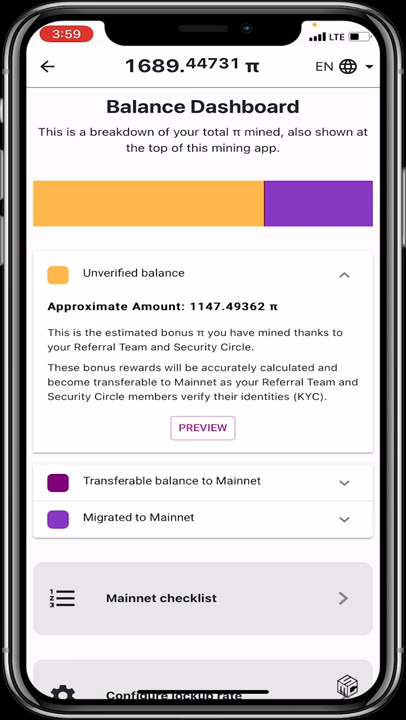 3:59
LTE
1689.44731 π
EN
Balance Dashboard
This is a breakdown of your total π mined, also shown at
the top of this mining app.
Unverified balance
Approximate Amount: 1147.49362 π
This is the estimated bonus π you have mined thanks to
your Referral Team and Security Circle.
These bonus rewards will be accurately calculated and
become transferable to Mainnet as your Referral Team and
Security Circle members verify their identities (KYC).
PREVIEW
Transferable balance to Mainnet
Migrated to Mainnet
1
2
3
Mainnet checklist
Configure lockup rate